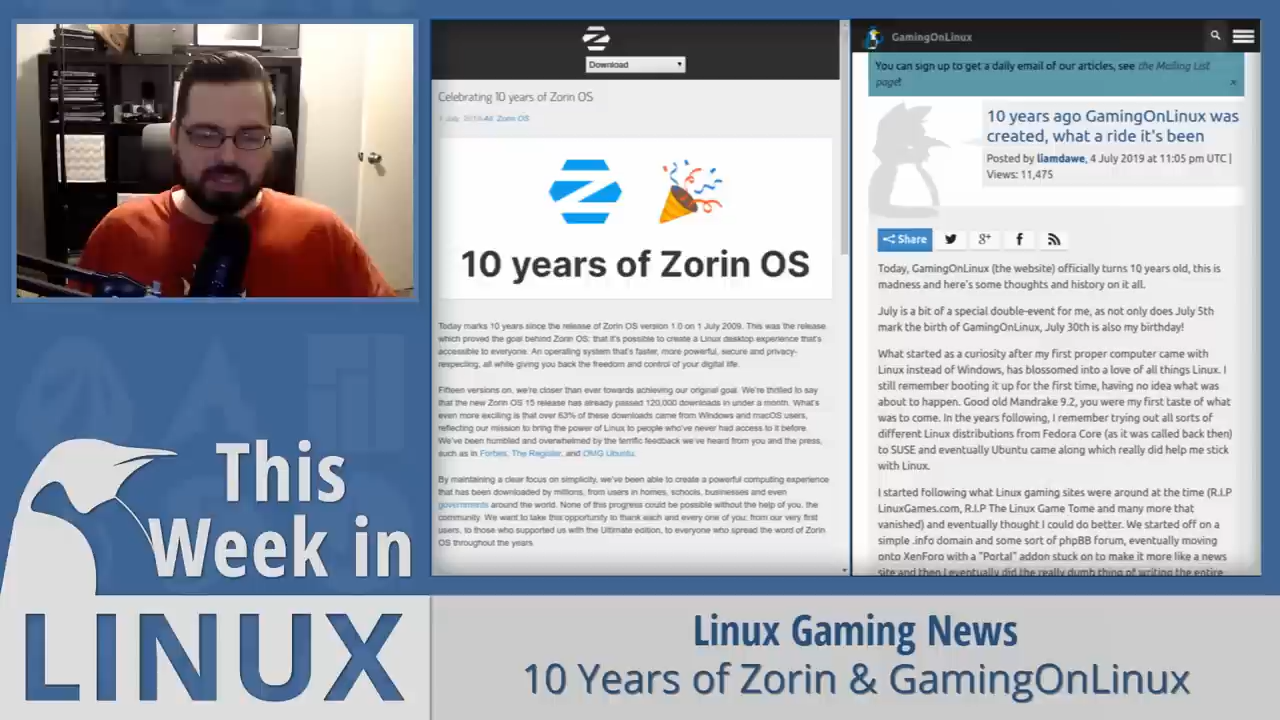 Download
Celebrating 10 years of Zorin OS
1 July, 2019 All, Zorin OS
10 years of Zorin OS
Today marks 10 years since the release of Zorin OS version 1.0 on 1 July 2009. This was the release
which proved the goal behind Zorin OS: that it's possible to create a Linux desktop experience that's
accessible to everyone. An operating system that's faster, more powerful, secure and privacy-
respecting, all while giving you back the freedom and control of your digital life.
Fifteen versions on, we're closer than ever towards achieving our original goal. We're thrilled to say
that the new Zorin OS 15 release has already passed 120,000 downloads in under a month. What's
even more exciting is that over 63% of these downloads came from Windows and macOS users,
reflecting our mission to bring the power of Linux to people who've never had access to it before.
We've been humbled and overwhelmed by the terrific feedback we've heard from you and the press,
such as in Forbes, The Register, and OMG Ubuntu.
By maintaining a clear focus on simplicity, we've been able to create a powerful computing experience
that has been downloaded by millions, from users in homes, schools, businesses and even
governments around the world. None of this progress could be possible without the help of you, the
community. We want to take this opportunity to thank each and every one of you: from our very first
users, to those who supported us with the Ultimate edition, to everyone who spread the word of Zorin
OS throughout the years.
GamingOnLinux
You can sign up to get a daily email of our articles, see the Mailing List
page!
×
10 years ago GamingOnLinux was
created, what a ride it's been
Posted by liamdawe, 4 July 2019 at 11:05 pm UTC |
Views: 11,475
Share
g+
Today, GamingOnLinux (the website) officially turns 10 years old, this is
madness and here's some thoughts and history on it all.
July is a bit of a special double-event for me, as not only does July 5th
mark the birth of GamingOnLinux, July 30th is also my birthday!
What started as a curiosity after my first proper computer came with
Linux instead of Windows, has blossomed into a love of all things Linux. I
still remember booting it up for the first time, having no idea what was
about to happen. Good old Mandrake 9.2, you were my first taste of what
was to come. In the years following, I remember trying out all sorts of
different Linux distributions from Fedora Core (as it was called back then)
to SUSE and eventually Ubuntu came along which really did help me stick
with Linux.
I started following what Linux gaming sites were around at the time (R.I.P
LinuxGames.com, R.I.P The Linux Game Tome and many more that
vanished) and eventually thought I could do better. We started off on a
simple .info domain and some sort of phpBB forum, eventually moving
onto XenForo with a "Portal" addon stuck on to make it more like a news
site and then I eventually did the really dumb thing of writing the entire
This
Week in
LINUX
Linux Gaming News
10 Years of Zorin & GamingOnLinux